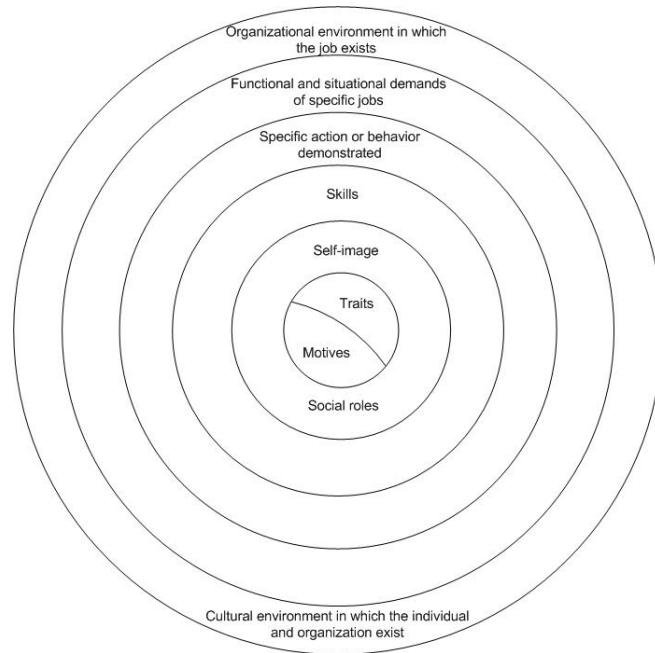 Organizational environment in which
the job exists
Functional and situational demands
of specific jobs
Specific action or behavior
demonstrated
Skills
Self-image
Traits
Motives
Social roles
Cultural environment in which the individual
and organization exist